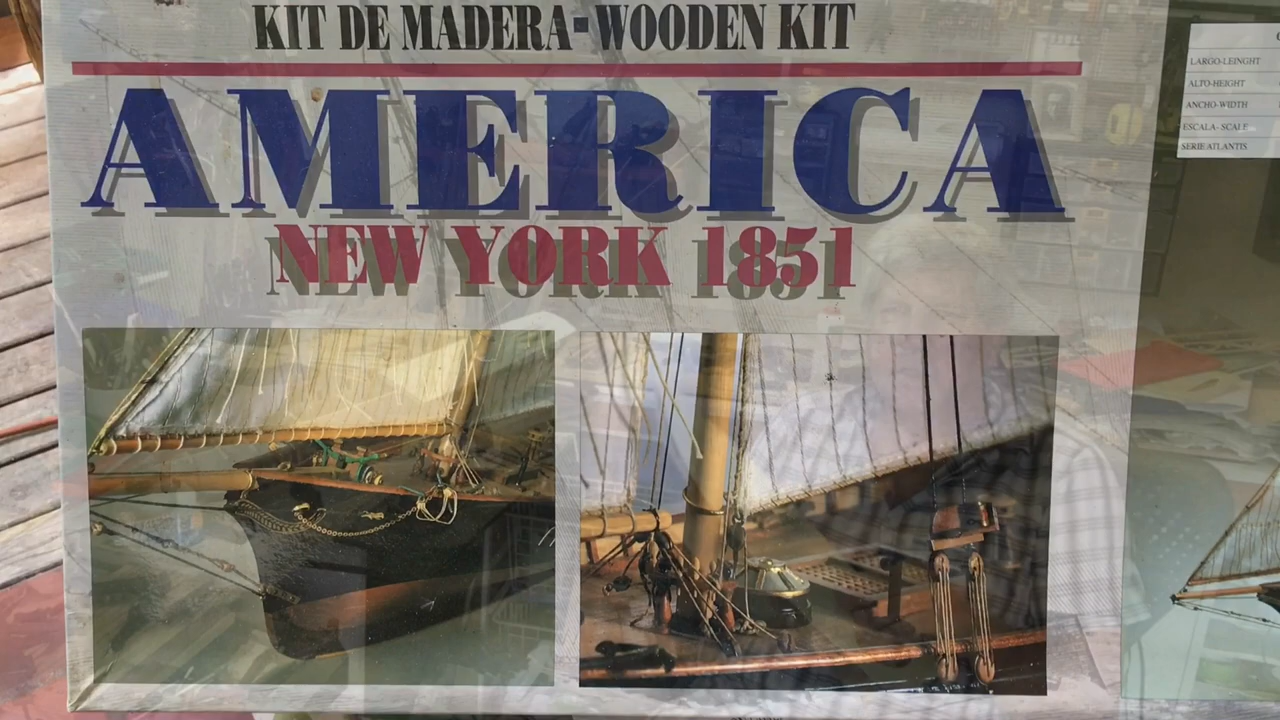 KIT DE MADERA-WOODEN KIT
AMERICA
NEW YORK 1851
LARGO-LEINGHT
ALTO-HEIGHT
ANCHO-WIDTH
ESCALA- SCALE
SERIE ATLANTIS